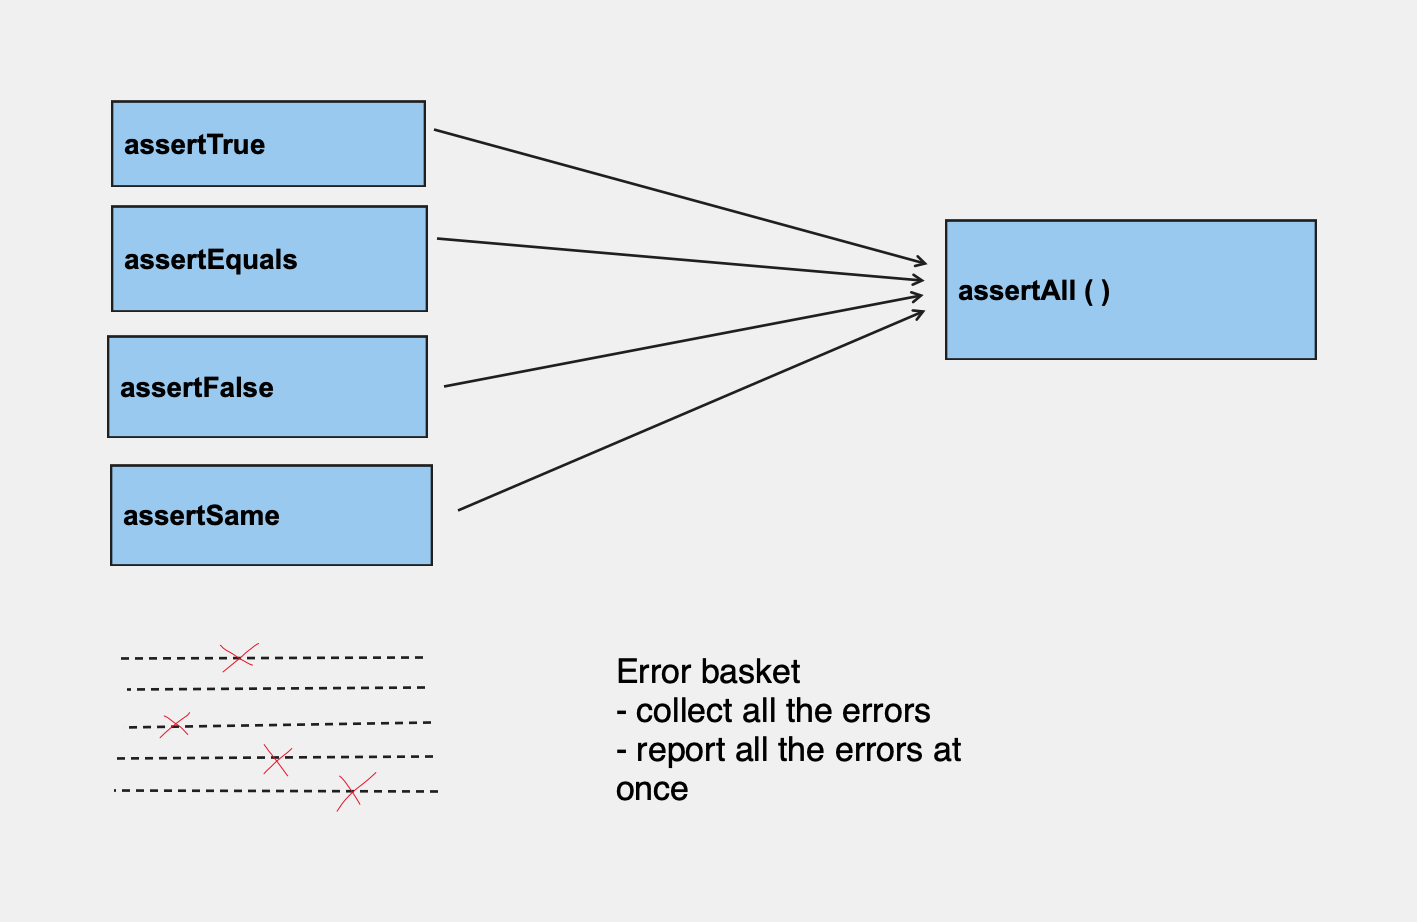 assertTrue
assertEquals
assertFalse
assertSame
assertAll ( )
Error basket
- collect all the errors
- report all the errors at
once